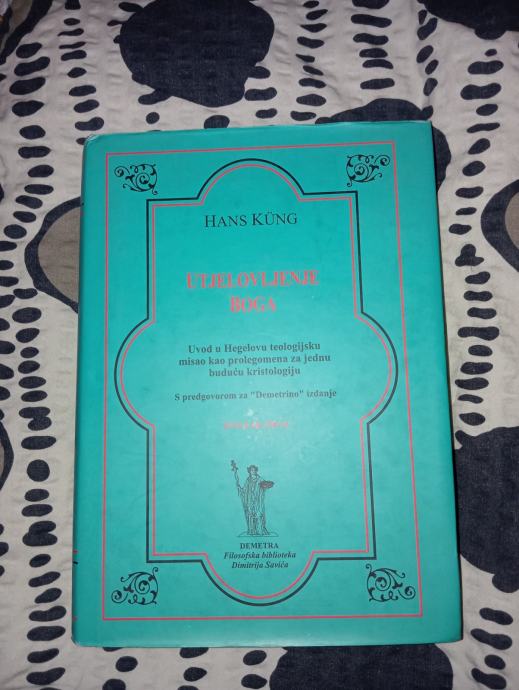 HANS KÜNG
UTJELOVLJENJE
BOGA
Uvod u Hegelovu teologijsku
misao kao prolegomena za jednu
buduću kristologiju
S predgovorom za "Demetrino" izdanje
DEMETRA
Filosofska biblioteka
Dimitrija Savića